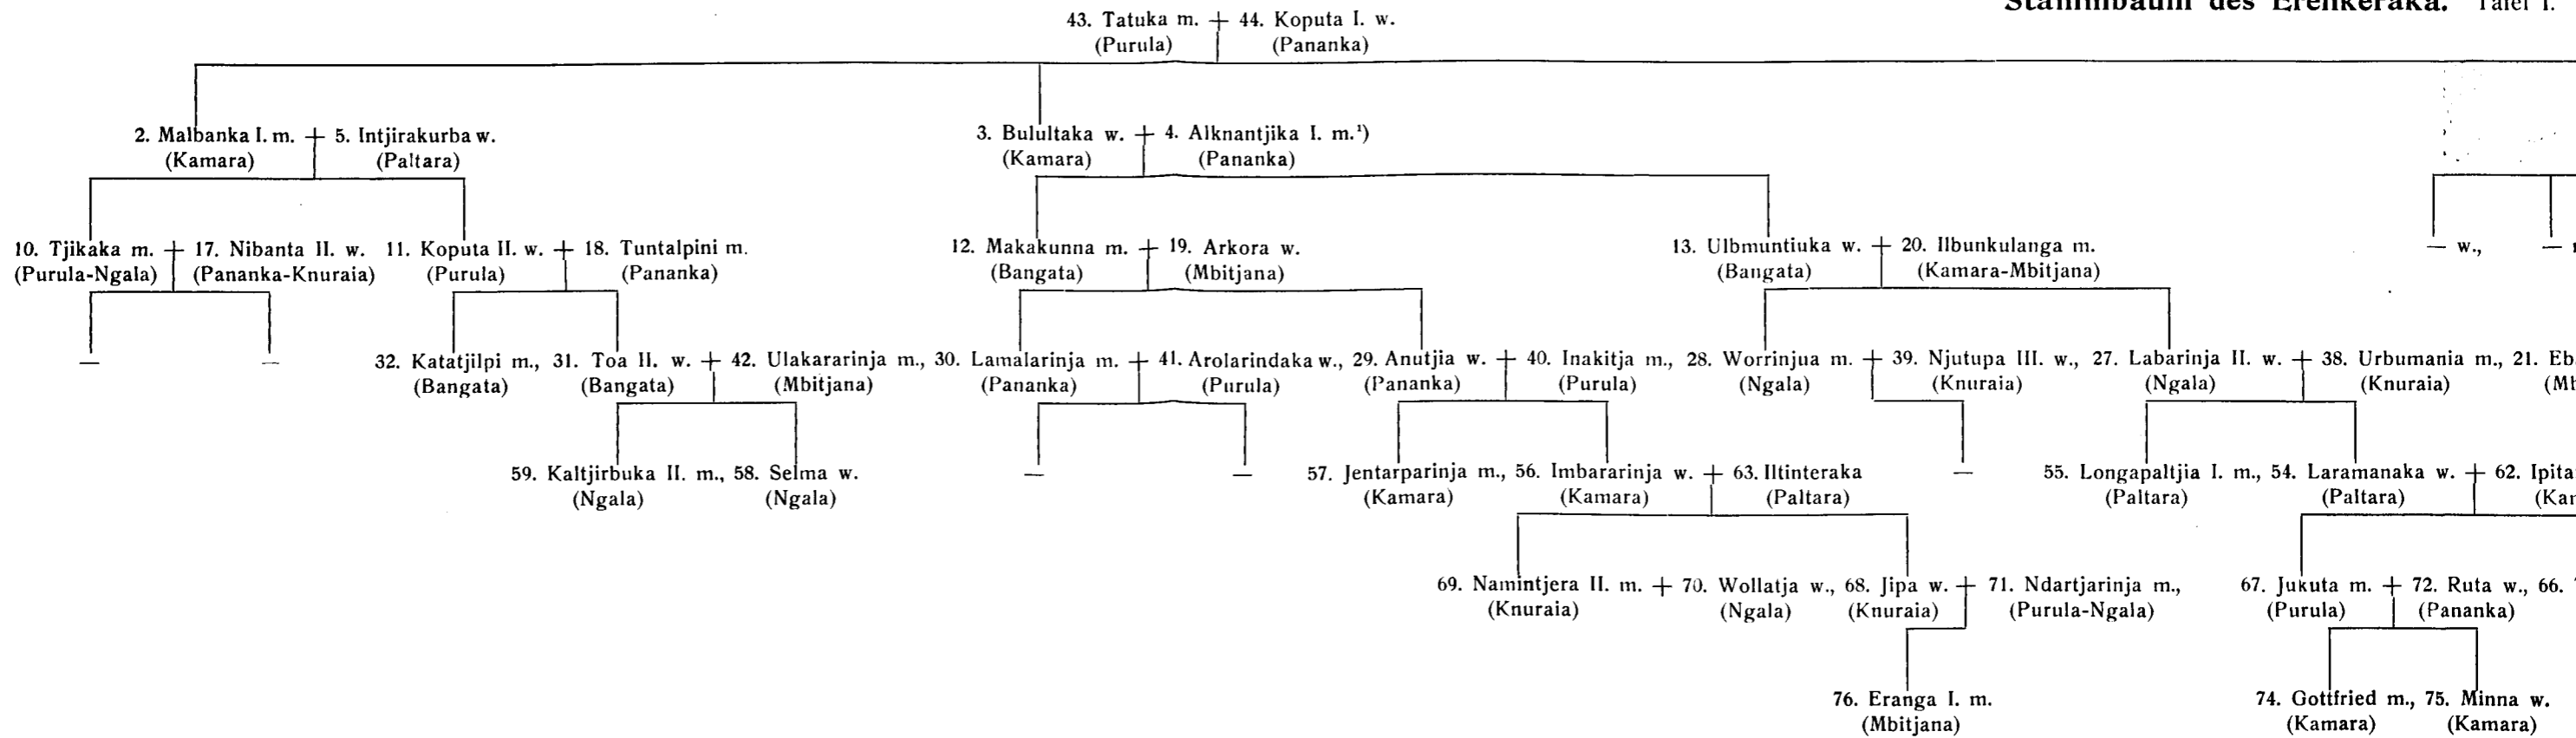 Stammbaum des Erenkeraka. Tafel I.
43. Tatuka m. + 44. Koputa I. w.
(Purula) (Pananka)
2. Malbanka I. m. + 5. Intjirakurba w. 3. Bulultaka w. + 4. Alknantjika I. m.¹)
(Kamara) (Paltara) (Kamara) (Pananka)
10. Tjikaka m. + 17. Nibanta II. w. 11. Koputa II. w. + 18. Tuntalpini m. 12. Makakunna m. + 19. Arkora w. 13. Ulbmuntiuka w. + 20. Ilbunkulanga m. — w., —
(Purula-Ngala) (Pananka-Knuraia) (Purula) (Pananka) (Bangata) (Mbitjana) (Bangata) (Kamara-Mbitjana)
— — 32. Katatjilpi m., 31. Toa II. w. + 42. Ulakararinja m., 30. Lamalarinja m. + 41. Arolarindaka w., 29. Anutjia w. + 40. Inakitja m., 28. Worrinjua m. + 39. Njutupa III. w., 27. Labarinja II. w. + 38. Urbumania m., 21.
(Bangata) (Bangata) (Mbitjana) (Pananka) (Purula) (Pananka) (Purula) (Ngala) (Knuraia) (Ngala) (Knuraia)
59. Kaltjirbuka II. m., 58. Selma w. — — 57. Jentarparinja m., 56. Imbararinja w. + 63. Iltinteraka — 55. Longapaltjia I. m., 54. Laramanaka w. + 62. Ipita
(Ngala) (Ngala) (Kamara) (Kamara) (Paltara) (Paltara) (Paltara)
69. Namintjera II. m. + 70. Wollatja w., 68. Jipa w. + 71. Ndartjarinja m., 67. Jukuta m. + 72. Ruta w., 66.
(Knuraia) (Ngala) (Knuraia) (Purula-Ngala) (Purula) (Pananka)
76. Eranga I. m. 74. Gottfried m., 75. Minna w.
(Mbitjana) (Kamara) (Kamara)